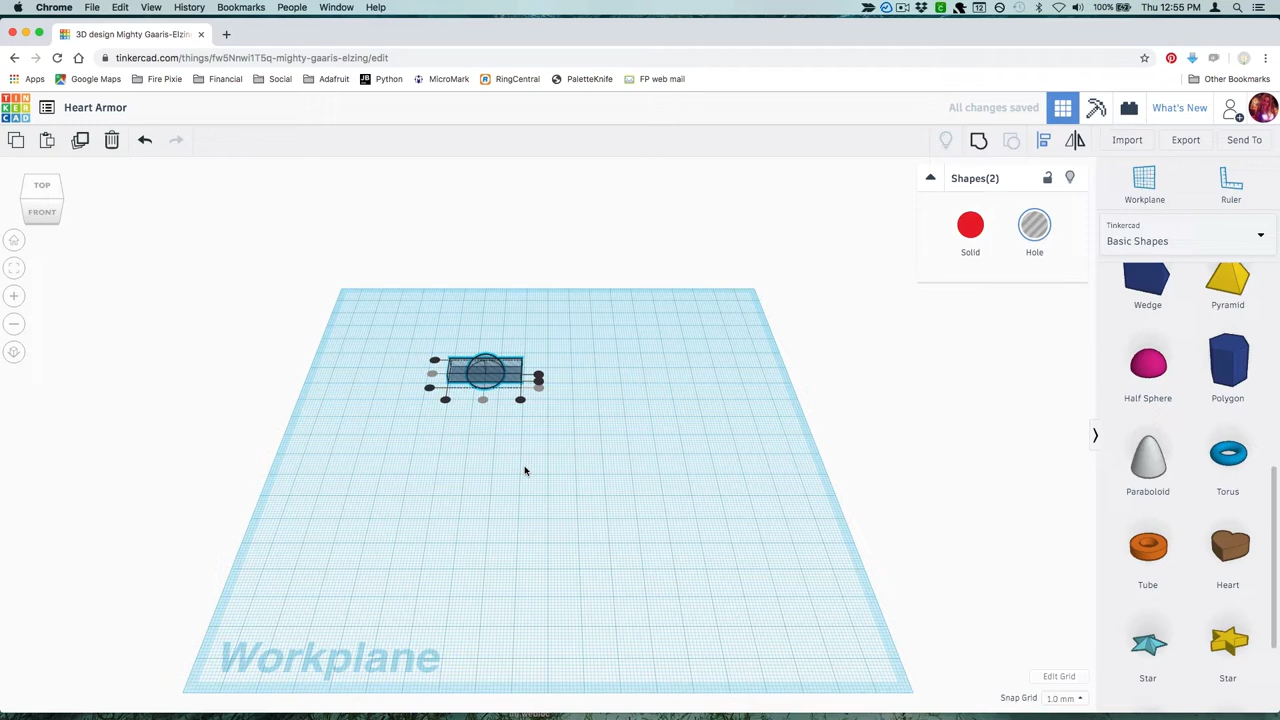 Chrome File Edit View History Bookmarks People Window Help 12 100% Thu 12:55 PM
3D design Mighty Gaaris-Elzin
tinkercad.com/things/fw5Nnwi1T5q-mighty-gaaris-elzing/edit
Apps Google Maps Fire Pixie Financial Social Adafruit Python MicroMark RingCentral PaletteKnife FP web mail Other Bookmarks
TIN KER CAD Heart Armor All changes saved What's New
Import Export Send To
TOP
FRONT
Shapes(2)
Solid Hole
Workplane Ruler
Tinkercad
Basic Shapes
Wedge Pyramid
Half Sphere Polygon
Paraboloid Torus
Tube Heart
Star Star
Workplane
Edit Grid
Snap Grid 1.0 mm